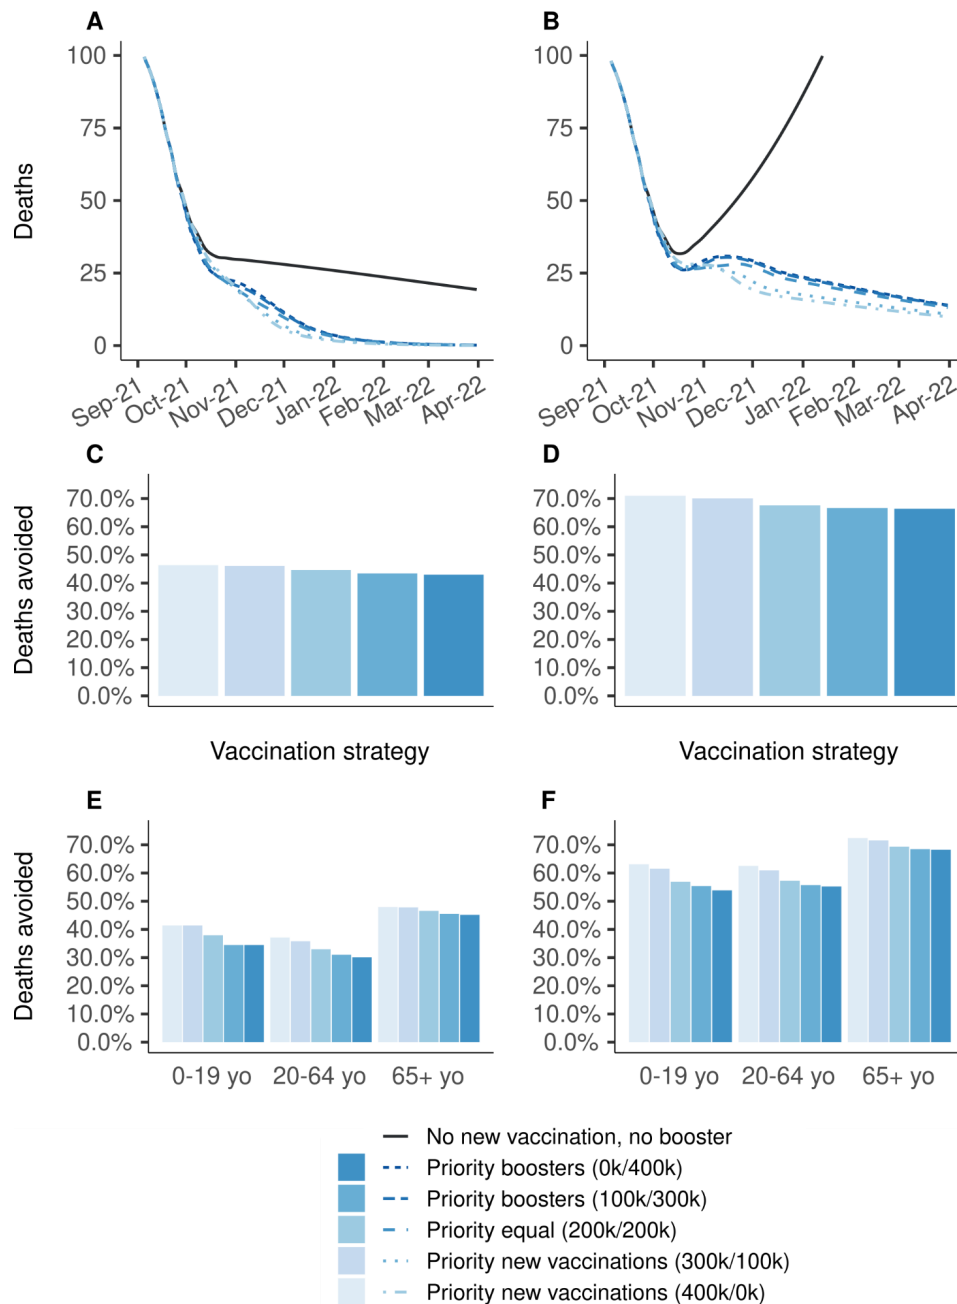 A
B
Deaths
100
75
50
25
0
100
75
50
25
0
Sep-21
Oct-21
Nov-21
Dec-21
Jan-22
Feb-22
Mar-22
Apr-22
Sep-21
Oct-21
Nov-21
Dec-21
Jan-22
Feb-22
Mar-22
Apr-22
C
D
Deaths avoided
70.0%
60.0%
50.0%
40.0%
30.0%
20.0%
10.0%
0.0%
70.0%
60.0%
50.0%
40.0%
30.0%
20.0%
10.0%
0.0%
Vaccination strategy
Vaccination strategy
E
F
Deaths avoided
70.0%
60.0%
50.0%
40.0%
30.0%
20.0%
10.0%
0.0%
70.0%
60.0%
50.0%
40.0%
30.0%
20.0%
10.0%
0.0%
0-19 yo
20-64 yo
65+ yo
0-19 yo
20-64 yo
65+ yo
No new vaccination, no booster
Priority boosters (0k/400k)
Priority boosters (100k/300k)
Priority equal (200k/200k)
Priority new vaccinations (300k/100k)
Priority new vaccinations (400k/0k)